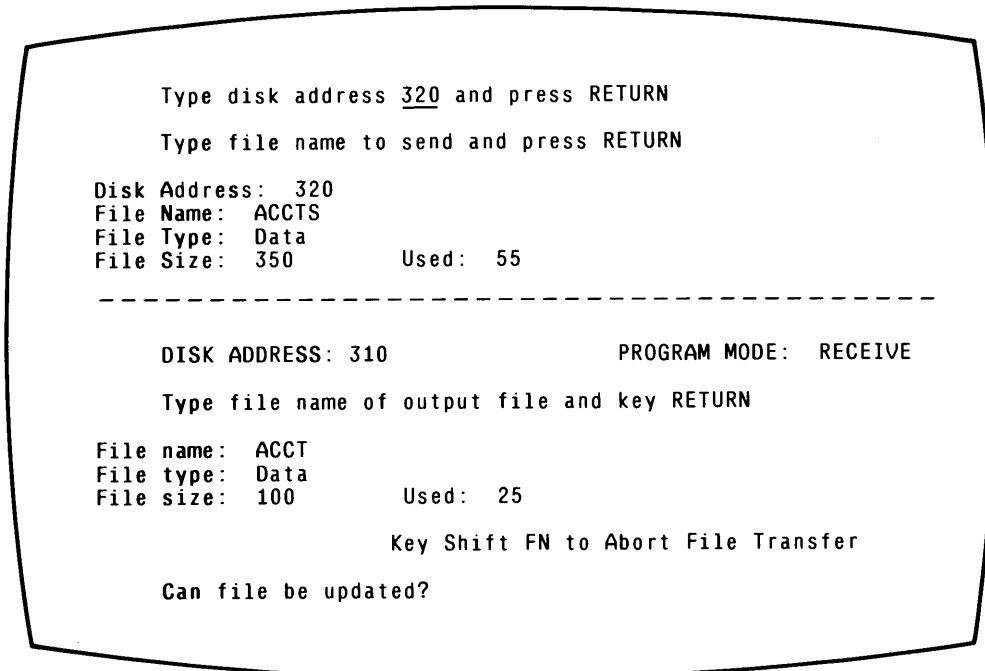 Type disk address 320 and press RETURN
Type file name to send and press RETURN
Disk Address: 320
File Name: ACCTS
File Type: Data
File Size: 350 Used: 55
DISK ADDRESS: 310 PROGRAM MODE: RECEIVE
Type file name of output file and key RETURN
File name: ACCT
File type: Data
File size: 100 Used: 25
Key Shift FN to Abort File Transfer
Can file be updated?